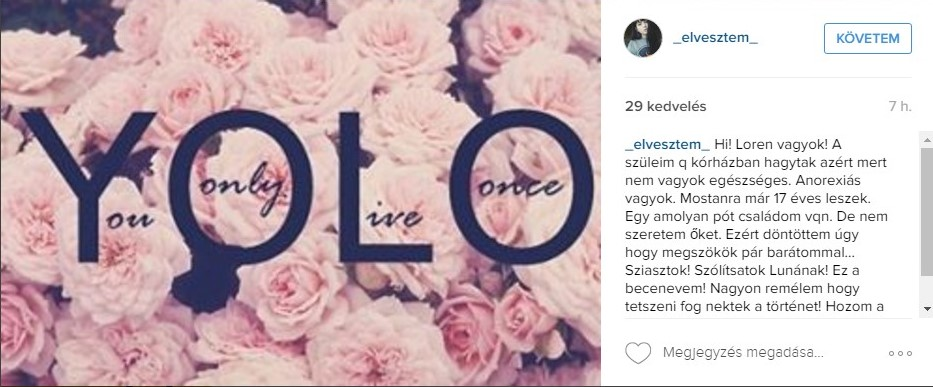 YOLO
ou only ive once
_elvesztem_
KÖVETEM
29 kedvelés
7 h.
_elvesztem_ Hi! Loren vagyok! A
szüleim q kórházban hagytak azért mert
nem vagyok egészséges. Anorexiás
vagyok. Mostanra már 17 éves leszek.
Egy amolyan pót családom vqn. De nem
szeretem őket. Ezért döntöttem úgy
hogy megszökök pár barátommal...
Sziasztok! Szólítsatok Lunának! Ez a
becenevem! Nagyon remélem hogy
tetszeni fog nektek a történet! Hozom a
Megjegyzés megadása...